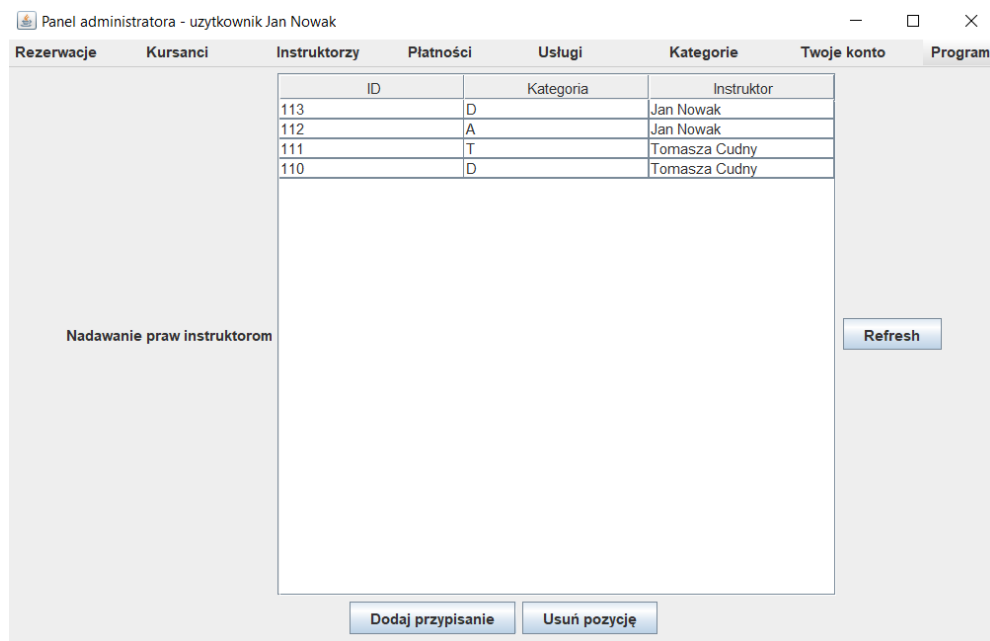 Panel administratora - uzytkownik Jan Nowak
Rezerwacje Kursanci Instruktorzy Płatności Usługi Kategorie Twoje konto Program
ID Kategoria Instruktor
113 D Jan Nowak
112 A Jan Nowak
111 T Tomasza Cudny
110 D Tomasza Cudny
Nadawanie praw instruktorom
Refresh
Dodaj przypisanie Usuń pozycję